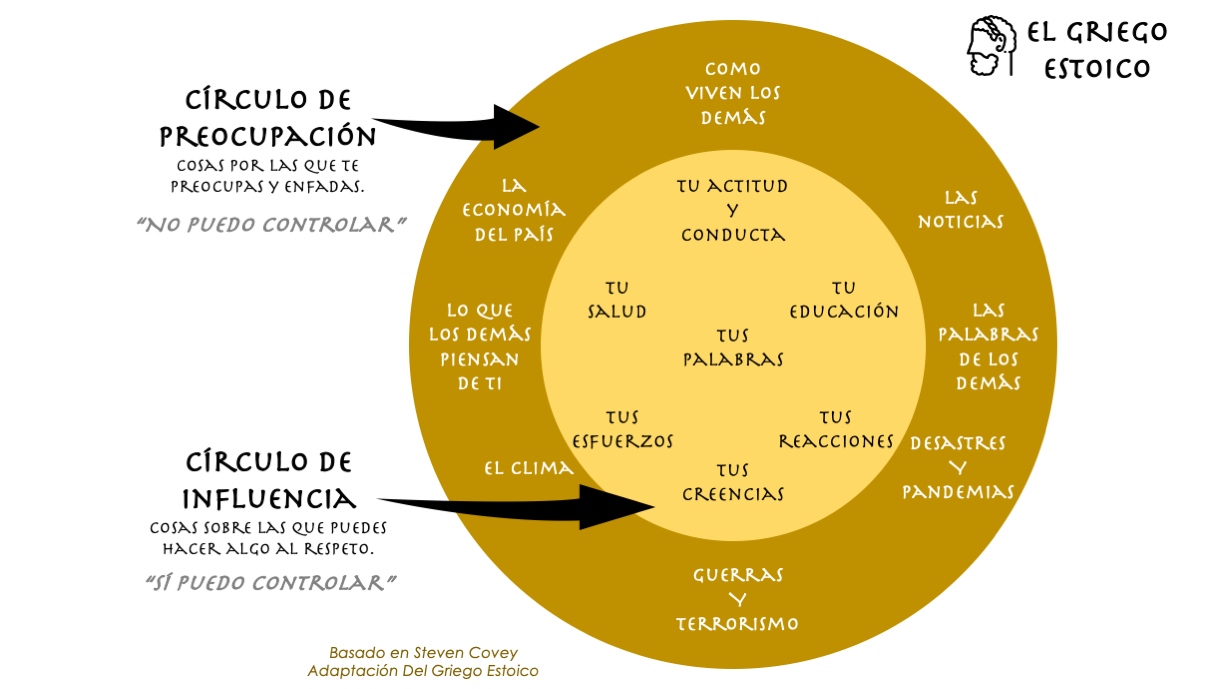 EL GRIEGO
ESTOICO
CÍRCULO DE
PREOCUPACIÓN
COSAS POR LAS QUE TE
PREOCUPAS Y ENFADAS.
“NO PUEDO CONTROLAR”
COMO
VIVEN LOS
DEMÁS
LA
ECONOMÍA
DEL PAÍS
LAS
NOTICIAS
LO QUE
LOS DEMÁS
PIENSAN
DE TI
LAS
PALABRAS
DE LOS
DEMÁS
EL CLIMA
DESASTRES
Y
PANDEMIAS
GUERRAS
Y
TERRORISMO
TU ACTITUD
Y
CONDUCTA
TU
SALUD
TU
EDUCACIÓN
TUS
PALABRAS
TUS
ESFUERZOS
TUS
REACCIONES
TUS
CREENCIAS
CÍRCULO DE
INFLUENCIA
COSAS SOBRE LAS QUE PUEDES
HACER ALGO AL RESPETO.
“SÍ PUEDO CONTROLAR”
Basado en Steven Covey
Adaptación Del Griego Estoico